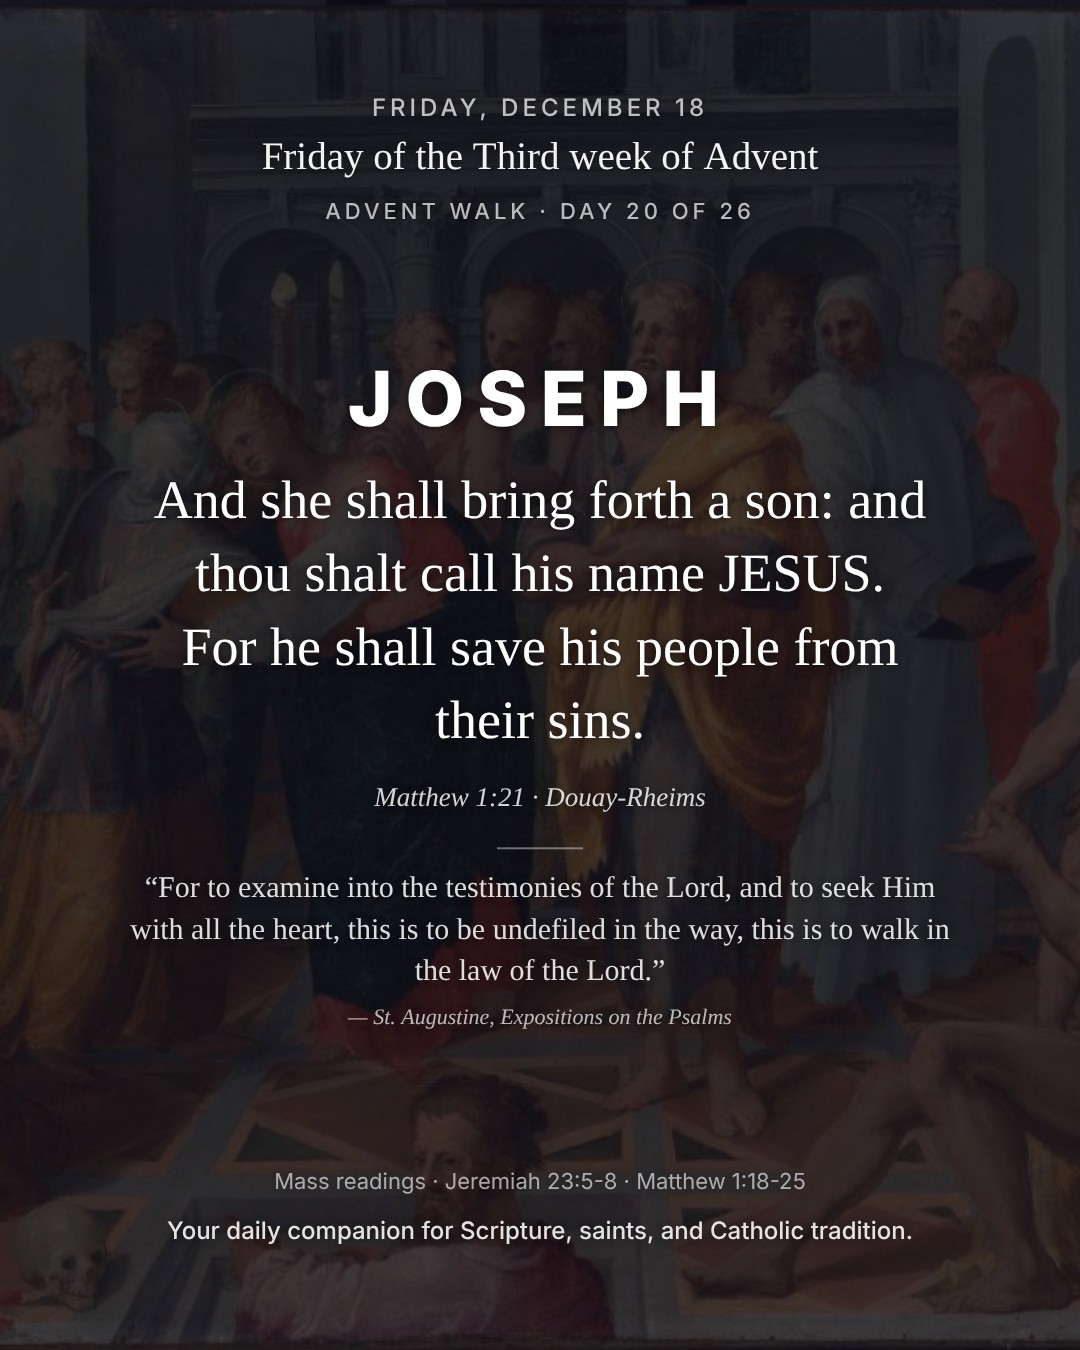 FRIDAY, DECEMBER 18
Friday of the Third week of Advent
ADVENT WALK · DAY 20 OF 26
JOSEPH
And she shall bring forth a son: and
thou shalt call his name JESUS.
For he shall save his people from
their sins.
Matthew 1:21 · Douay-Rheims
“For to examine into the testimonies of the Lord, and to seek Him
with all the heart, this is to be undefiled in the way, this is to walk in
the law of the Lord.”
— St. Augustine, Expositions on the Psalms
Mass readings · Jeremiah 23:5-8 · Matthew 1:18-25
Your daily companion for Scripture, saints, and Catholic tradition.